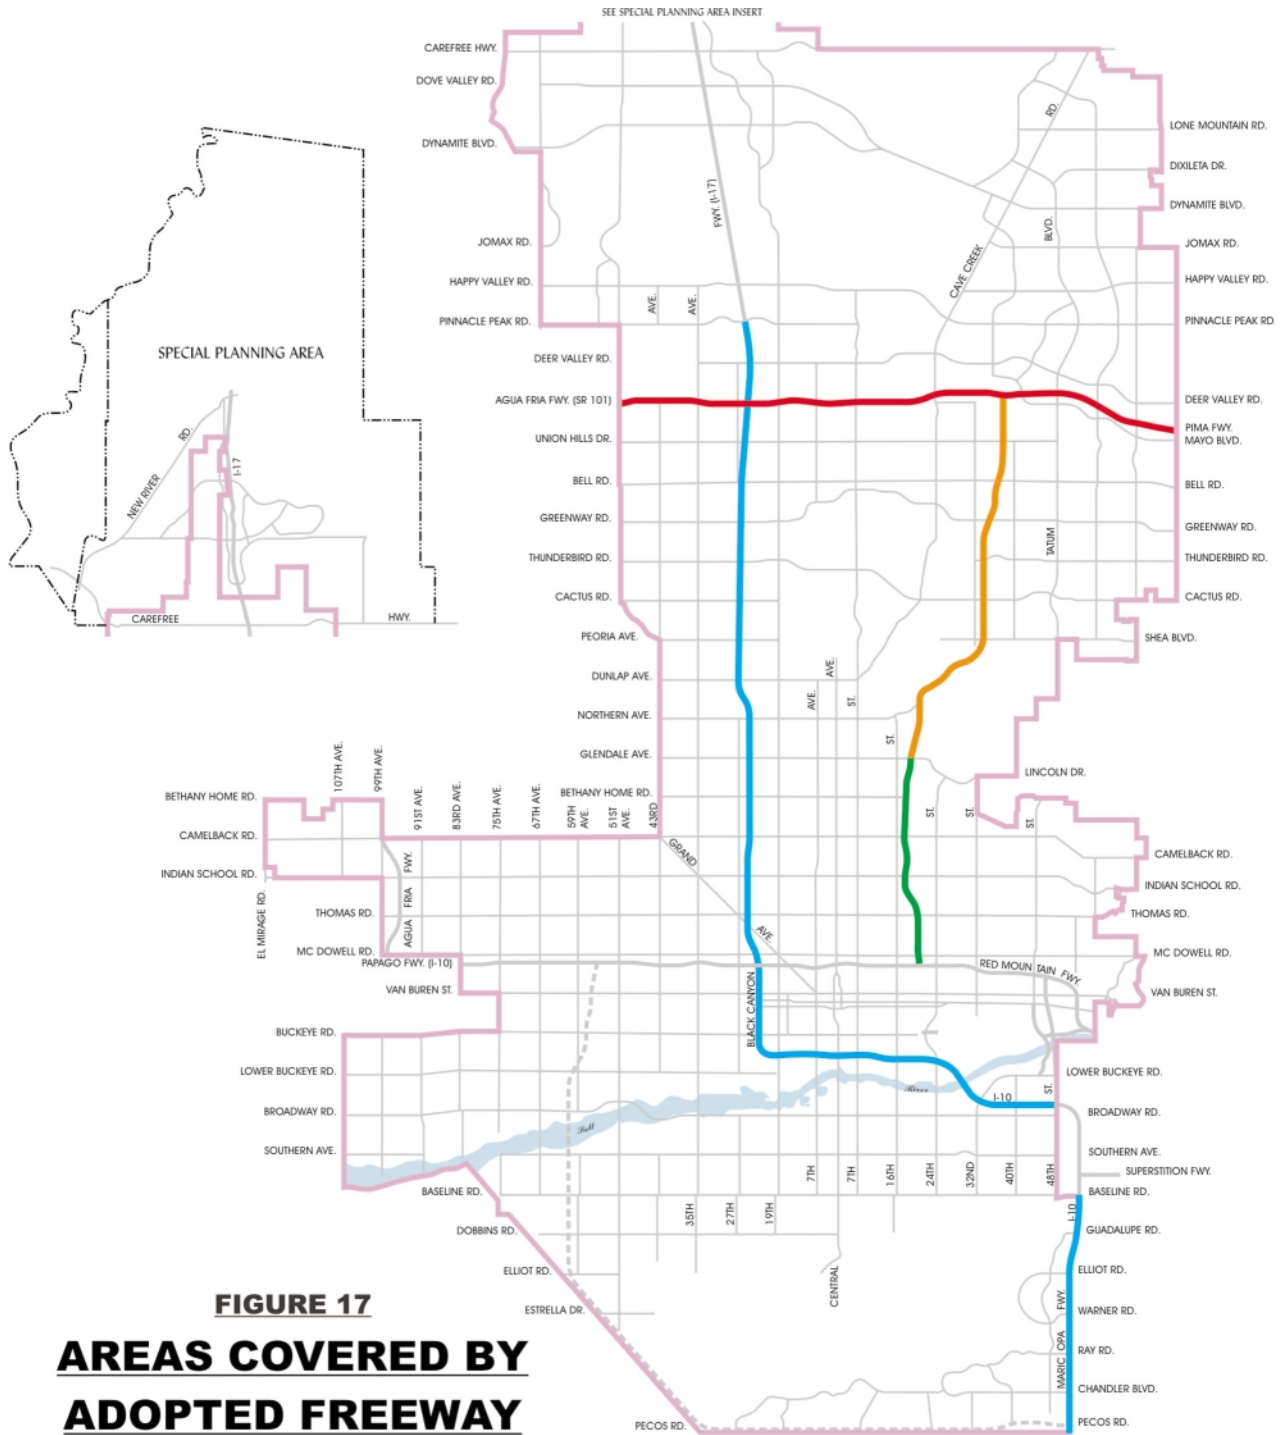 SEE SPECIAL PLANNING AREA INSERT
CAREFREE HWY.
DOVE VALLEY RD.
DYNAMITE BLVD.
JOMAX RD.
HAPPY VALLEY RD.
PINNACLE PEAK RD.
DEER VALLEY RD.
AGUA FRIA FWY. (SR 101)
UNION HILLS DR.
BELL RD.
GREENWAY RD.
THUNDERBIRD RD.
CACTUS RD.
PEORIA AVE.
DUNLAP AVE.
NORTHERN AVE.
GLENDALE AVE.
BETHANY HOME RD.
FWY. (I-17)
AVE.
AVE.
CAVE CREEK
RD.
BLVD.
TATUM
LONE MOUNTAIN RD.
DIXILETA DR.
DYNAMITE BLVD.
JOMAX RD.
HAPPY VALLEY RD.
PINNACLE PEAK RD.
DEER VALLEY RD.
PIMA FWY.
MAYO BLVD.
BELL RD.
GREENWAY RD.
THUNDERBIRD RD.
CACTUS RD.
SHEA BLVD.
LINCOLN DR.
CAMELBACK RD.
INDIAN SCHOOL RD.
THOMAS RD.
MC DOWELL RD.
VAN BUREN ST.
LOWER BUCKEYE RD.
BROADWAY RD.
SOUTHERN AVE.
SUPERSTITION FWY.
BASELINE RD.
GUADALUPE RD.
ELLIOT RD.
WARNER RD.
RAY RD.
CHANDLER BLVD.
PECOS RD.
SPECIAL PLANNING AREA
NEW RIVER
RD.
I-17
CAREFREE
HWY.
AVE.
AVE.
ST.
ST.
ST.
ST.
ST.
BETHANY HOME RD.
CAMELBACK RD.
INDIAN SCHOOL RD.
EL MIRAGE RD.
107TH AVE.
99TH AVE.
91ST AVE.
83RD AVE.
75TH AVE.
67TH AVE.
59TH AVE.
51ST AVE.
43RD
GRAND
AVE.
AGUA FRIA FWY.
THOMAS RD.
MC DOWELL RD.
PAPAGO FWY. (I-10)
VAN BUREN ST.
BUCKEYE RD.
LOWER BUCKEYE RD.
BROADWAY RD.
SOUTHERN AVE.
BASELINE RD.
DOBBINS RD.
ELLIOT RD.
ESTRELLA DR.
PECOS RD.
BLACK CANYON
RED MOUNTAIN FWY.
Salt
River
I-10
ST.
35TH
27TH
19TH
7TH
CENTRAL
7TH
16TH
24TH
32ND
40TH
48TH
I-10
MARICOPA FWY.
FIGURE 17
AREAS COVERED BY
ADOPTED FREEWAY